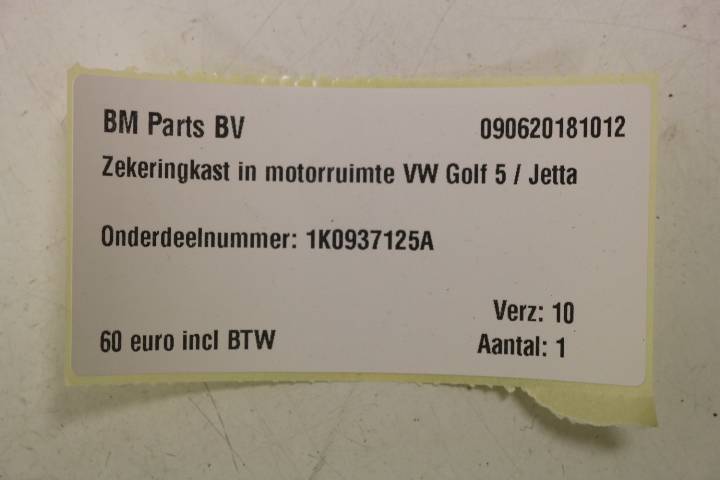 BM Parts BV 090620181012
Zekeringkast in motorruimte VW Golf 5 / Jetta
Onderdeelnummer: 1K0937125A
Verz: 10
60 euro incl BTW Aantal: 1